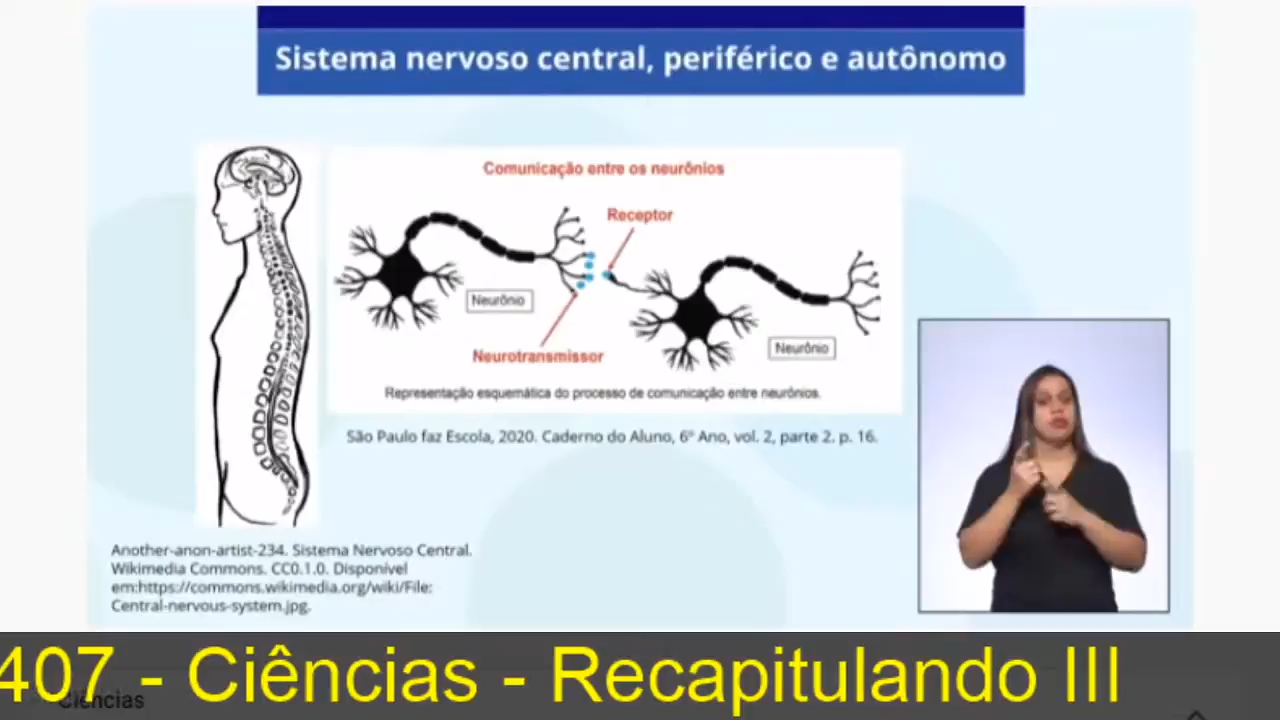 Sistema nervoso central, periférico e autônomo
Comunicação entre os neurônios
Receptor
Neurônio
Neurônio
Neurotransmissor
Representação esquemática do processo de comunicação entre neurônios.
São Paulo faz Escola, 2020. Caderno do Aluno, 6º Ano, vol. 2, parte 2. p. 16.
Another-anon-artist-234. Sistema Nervoso Central.
Wikimedia Commons. CC0.1.0. Disponível
em:https://commons.wikimedia.org/wiki/File:
Central-nervous-system.jpg.
407 - Ciências - Recapitulando III
Ciências